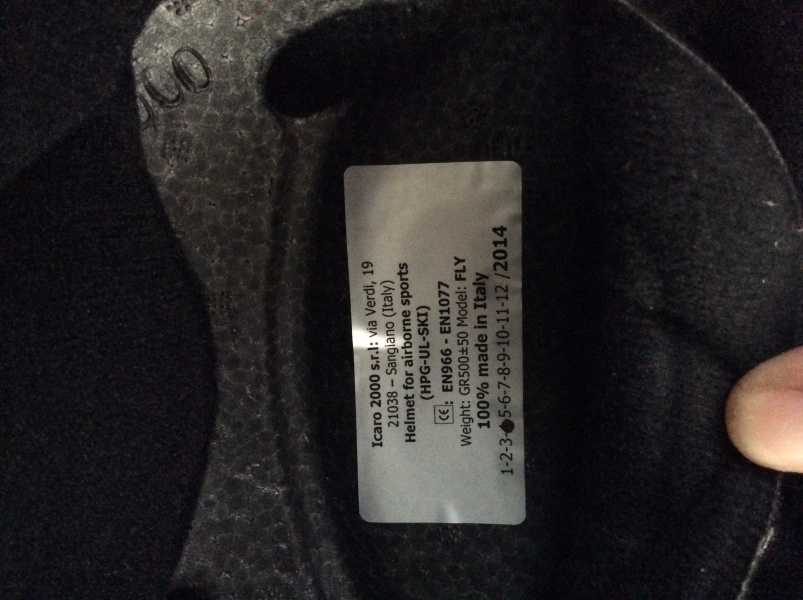 Icaro 2000 s.r.l: via Verdi, 19
21038 – Sangiano (Italy)
Helmet for airborne sports
(HPG-UL-SKI)
CE: EN966 - EN1077
Weight: GR500±50 Model: FLY
100% made in Italy
1-2-3-●5-6-7-8-9-10-11-12 /2014